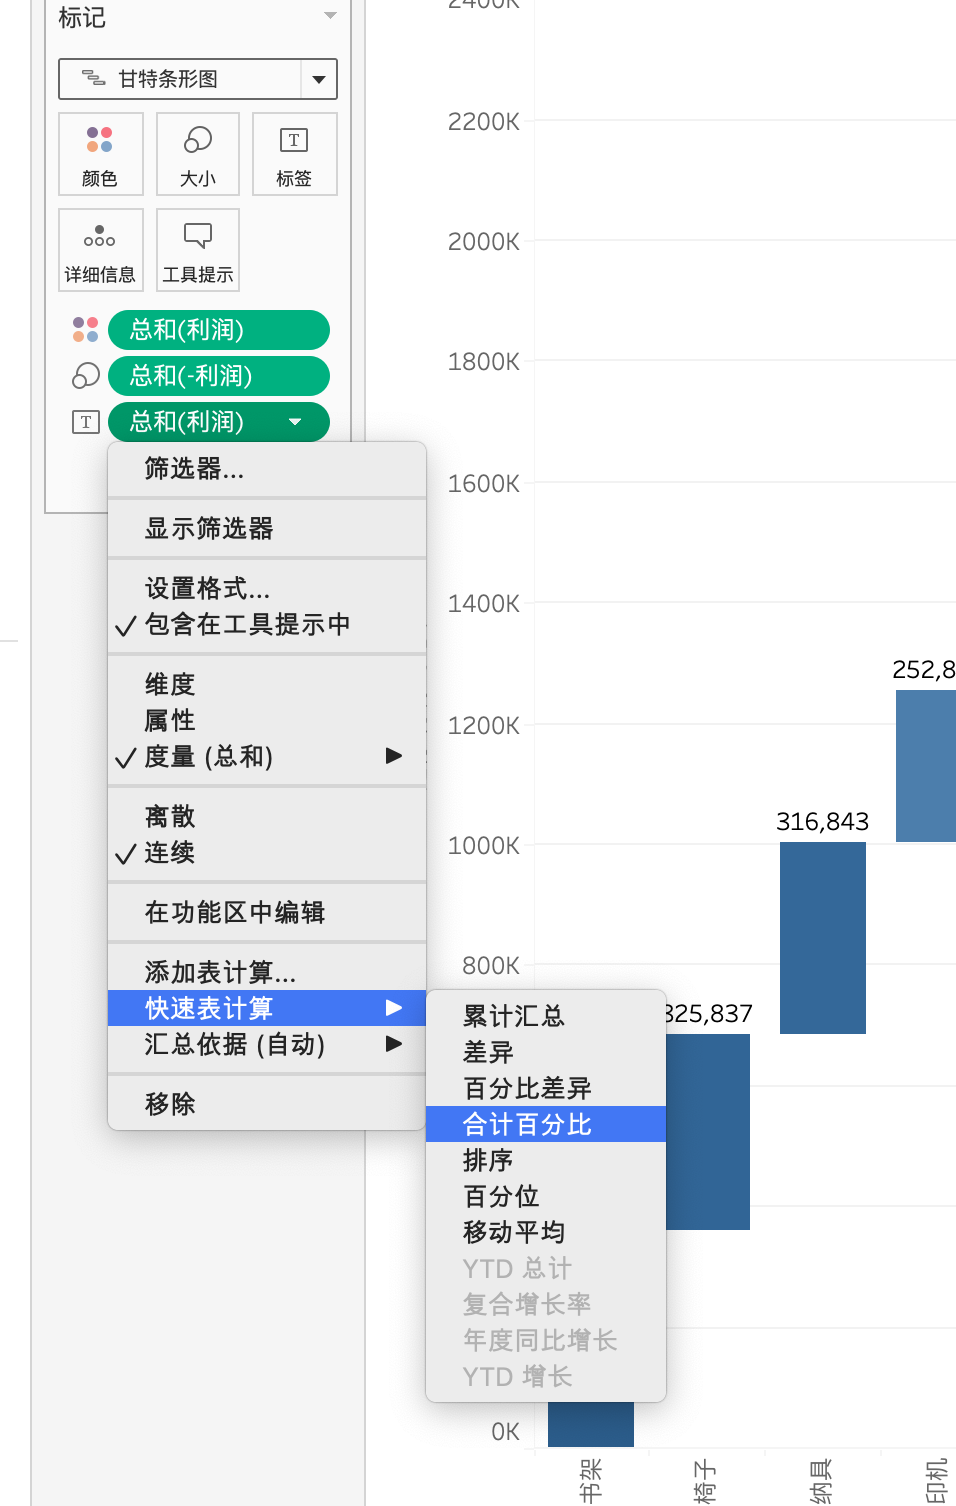 标记
甘特条形图
颜色
大小
标签
详细信息
工具提示
总和(利润)
总和(-利润)
总和(利润)
筛选器...
显示筛选器
设置格式...
包含在工具提示中
维度
属性
度量 (总和)
离散
连续
在功能区中编辑
添加表计算...
快速表计算
汇总依据 (自动)
移除
累计汇总
差异
百分比差异
合计百分比
排序
百分位
移动平均
YTD 总计
复合增长率
年度同比增长
YTD 增长
2400K
2200K
2000K
1800K
1600K
1400K
1200K
1000K
800K
0K
252,8
316,843
325,837
书架
椅子
纳具
印机